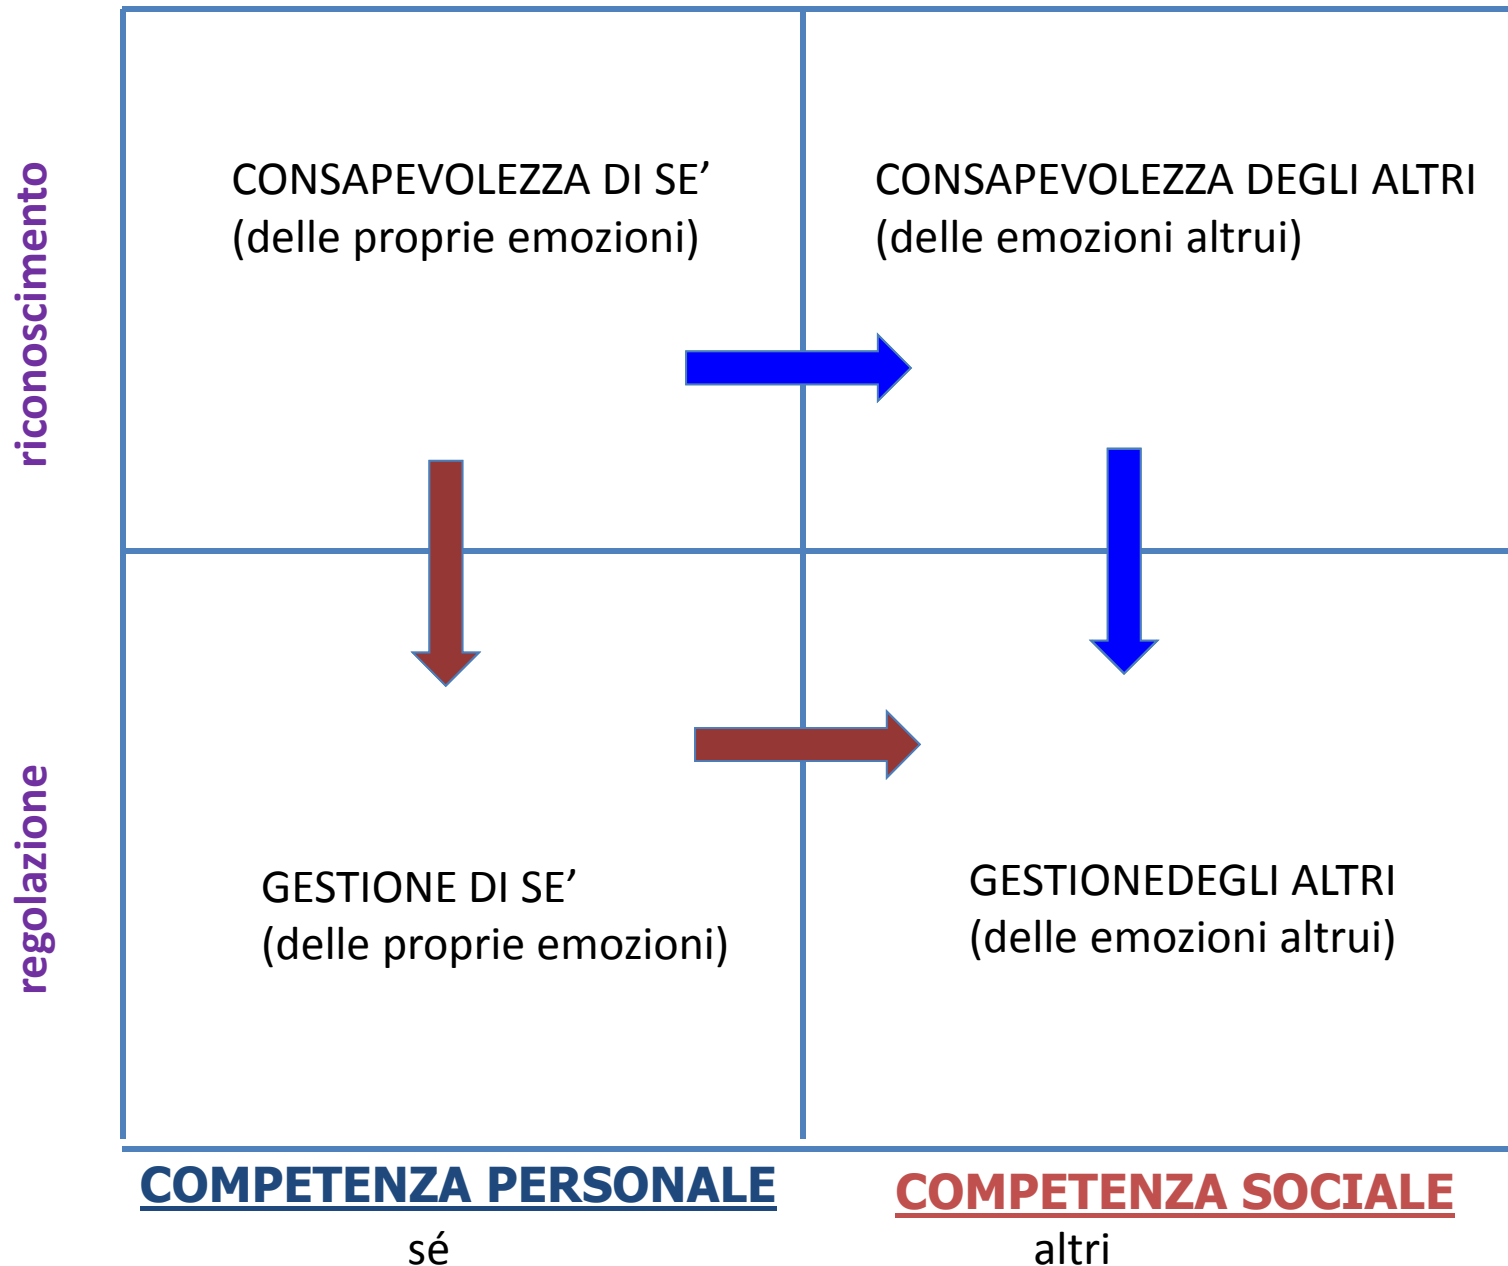 riconoscimento
CONSAPEVOLEZZA DI SE’
(delle proprie emozioni)
CONSAPEVOLEZZA DEGLI ALTRI
(delle emozioni altrui)
regolazione
GESTIONE DI SE’
(delle proprie emozioni)
GESTIONEDEGLI ALTRI
(delle emozioni altrui)
COMPETENZA PERSONALE
sé
COMPETENZA SOCIALE
altri